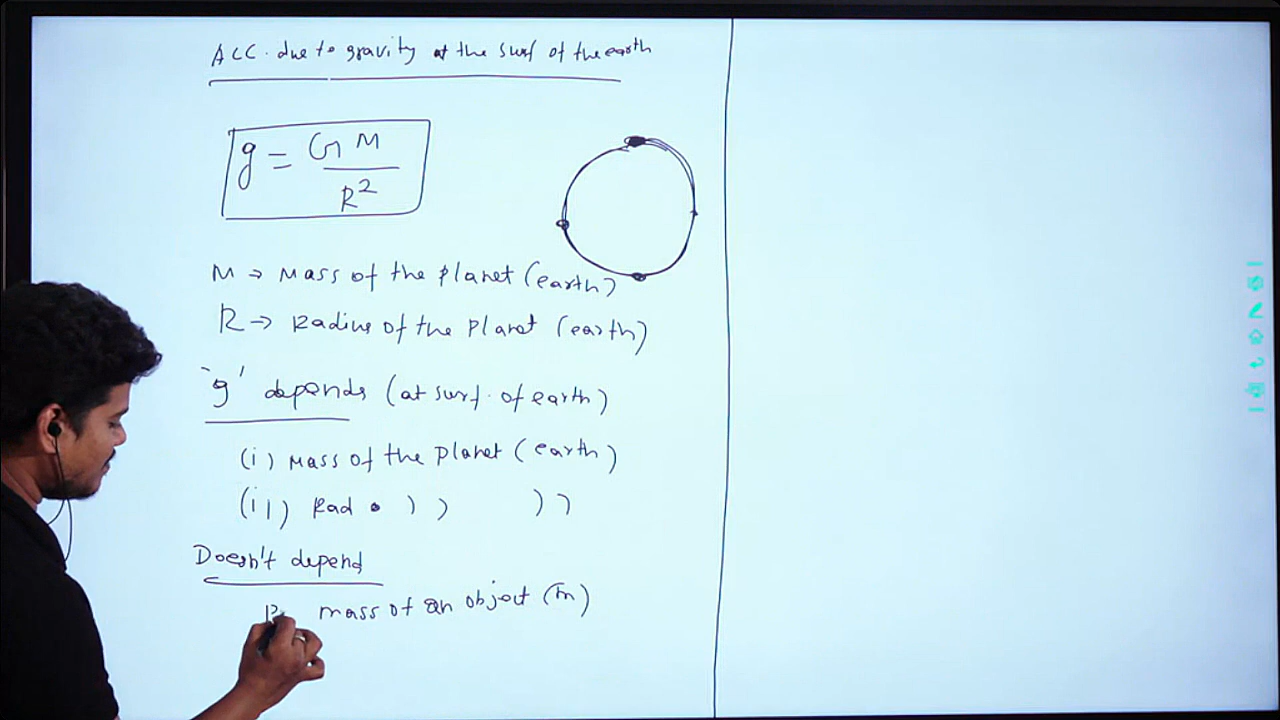 Acc. due to gravity at the surf of the earth
g = GM/R²
M → Mass of the planet (earth)
R → Radius of the planet (earth)
'g' depends (at surf. of earth)
(i) Mass of the planet (earth)
(ii) Rad • ) ) ) )
Doesn't depend
mass of an object (m)